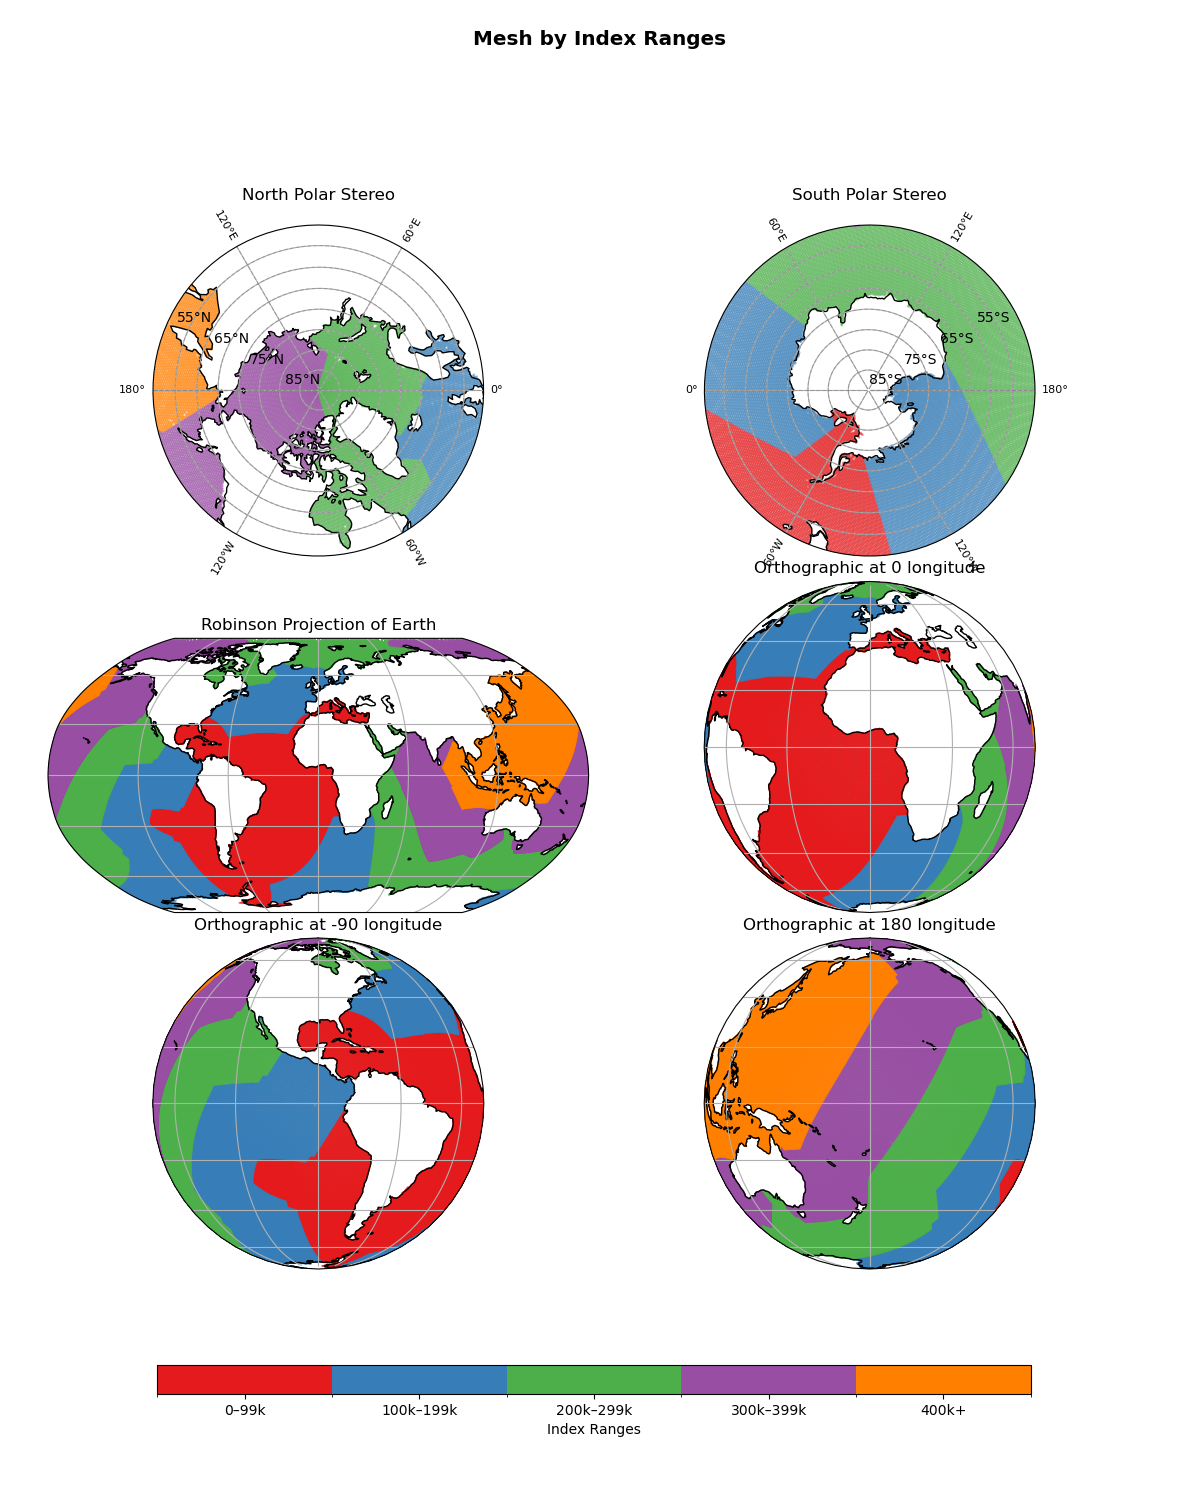 Mesh by Index Ranges
North Polar Stereo
South Polar Stereo
120°E
60°E
60°E
120°E
55°N
65°N
75°N
85°N
55°S
65°S
75°S
85°S
180°
0°
0°
180°
120°W
60°W
60°W
120°W
Orthographic at 0 longitude
Robinson Projection of Earth
Orthographic at -90 longitude
Orthographic at 180 longitude
0–99k
100k–199k
200k–299k
300k–399k
400k+
Index Ranges